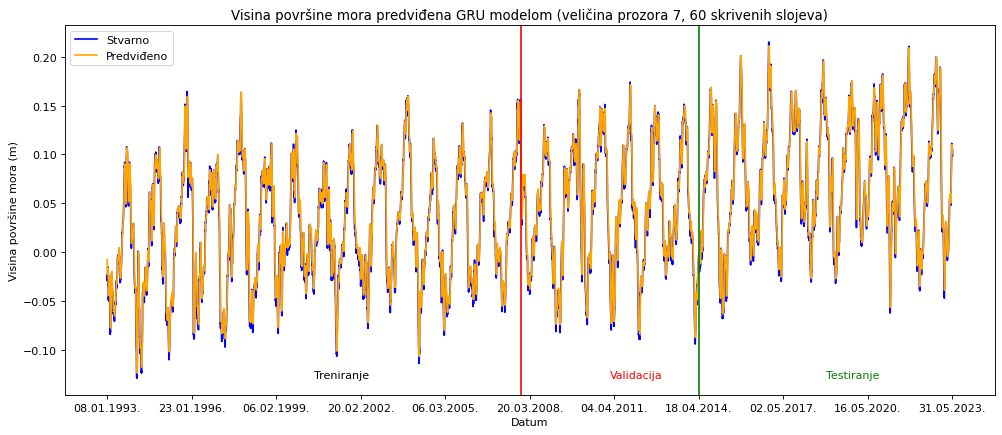 Visina površine mora predviđena GRU modelom (veličina prozora 7, 60 skrivenih slojeva)
Stvarno
Predviđeno
Visina površine mora (m)
0.20
0.15
0.10
0.05
0.00
−0.05
−0.10
Treniranje
Validacija
Testiranje
08.01.1993.
23.01.1996.
06.02.1999.
20.02.2002.
06.03.2005.
20.03.2008.
04.04.2011.
18.04.2014.
02.05.2017.
16.05.2020.
31.05.2023.
Datum